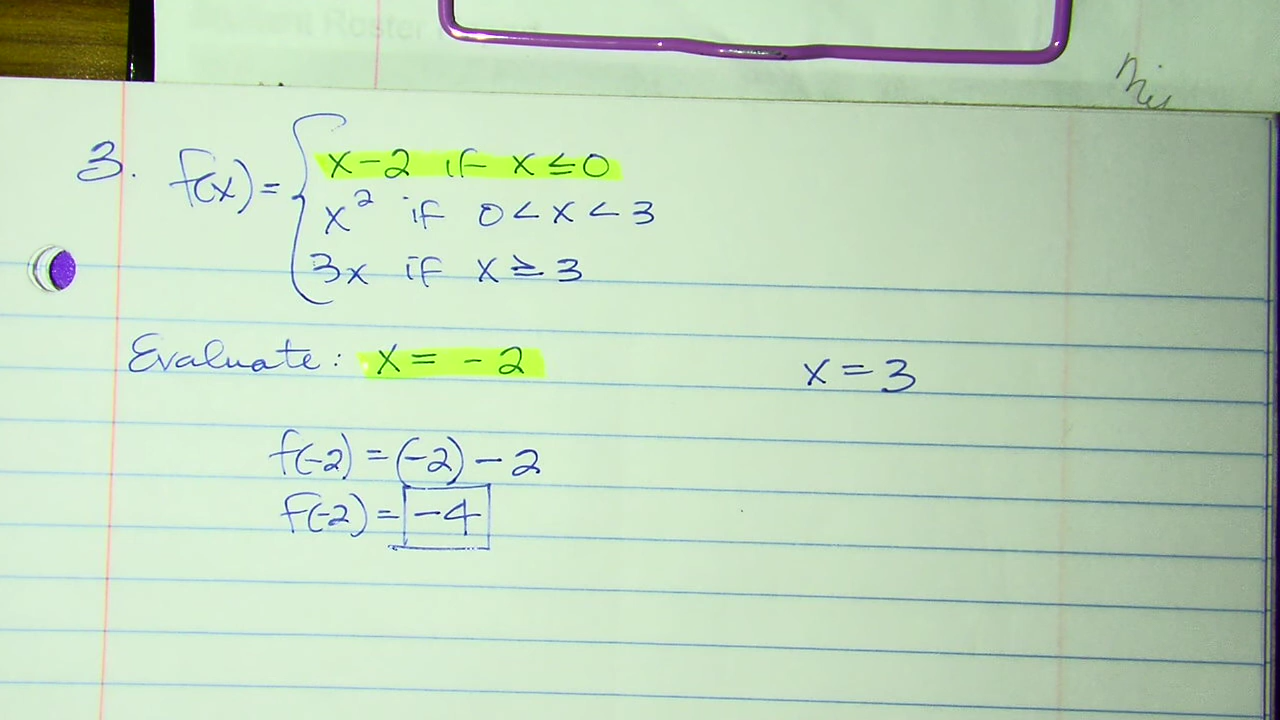 3. f(x) = { x - 2 if x ≤ 0
x² if 0 < x < 3
3x if x ≥ 3
Evaluate: x = -2 x = 3
f(-2) = (-2) - 2
f(-2) = -4